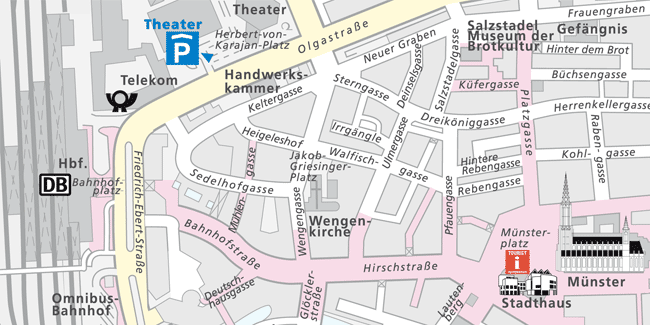 Theater
Theater
P
Herbert-von-
Karajan-Platz
Olgastraße
Neuer Graben
Salzstadel
Museum der
Brotkultur
Frauengraben
Gefängnis
Hinter dem Brot
Büchsengasse
Telekom
Handwerks-
kammer
Keltergasse
Sterngasse
Deinselsgasse
Salzstadelgasse
Küfergasse
Platzgasse
Herrenkellergasse
Dreiköniggasse
Raben-
gasse
Irrgängle
Heigeleshof
Walfisch-
gasse
Ulmergasse
Hintere
Rebengasse
Kohl-
gasse
Rebengasse
Hbf.
DB
Bahnhof-
platz
Friedrich-Ebert-Straße
Sedelhofgasse
Mühlen-
gasse
Jakob-
Griesinger-
Platz
Wengengasse
Wengen-
kirche
Pfauengasse
Münster-
platz
TOURIST
i
Münster
Bahnhofstraße
Hirschstraße
Stadthaus
Deutsch-
hausgasse
Glöckler-
straße
Lauten-
berg
Omnibus-
Bahnhof